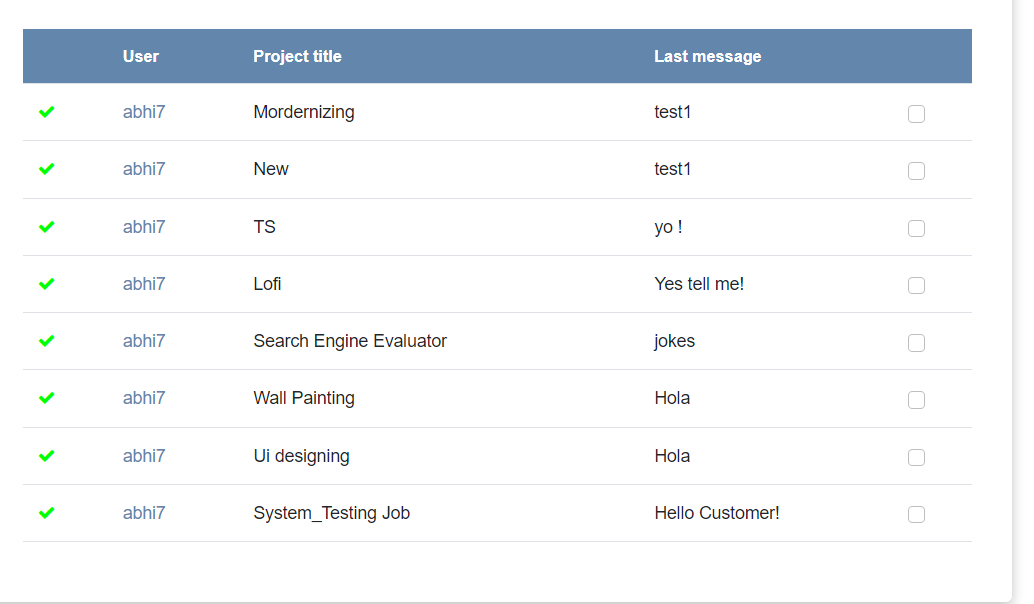 User Project title Last message
abhi7 Mordernizing test1
abhi7 New test1
abhi7 TS yo !
abhi7 Lofi Yes tell me!
abhi7 Search Engine Evaluator jokes
abhi7 Wall Painting Hola
abhi7 Ui designing Hola
abhi7 System_Testing Job Hello Customer!